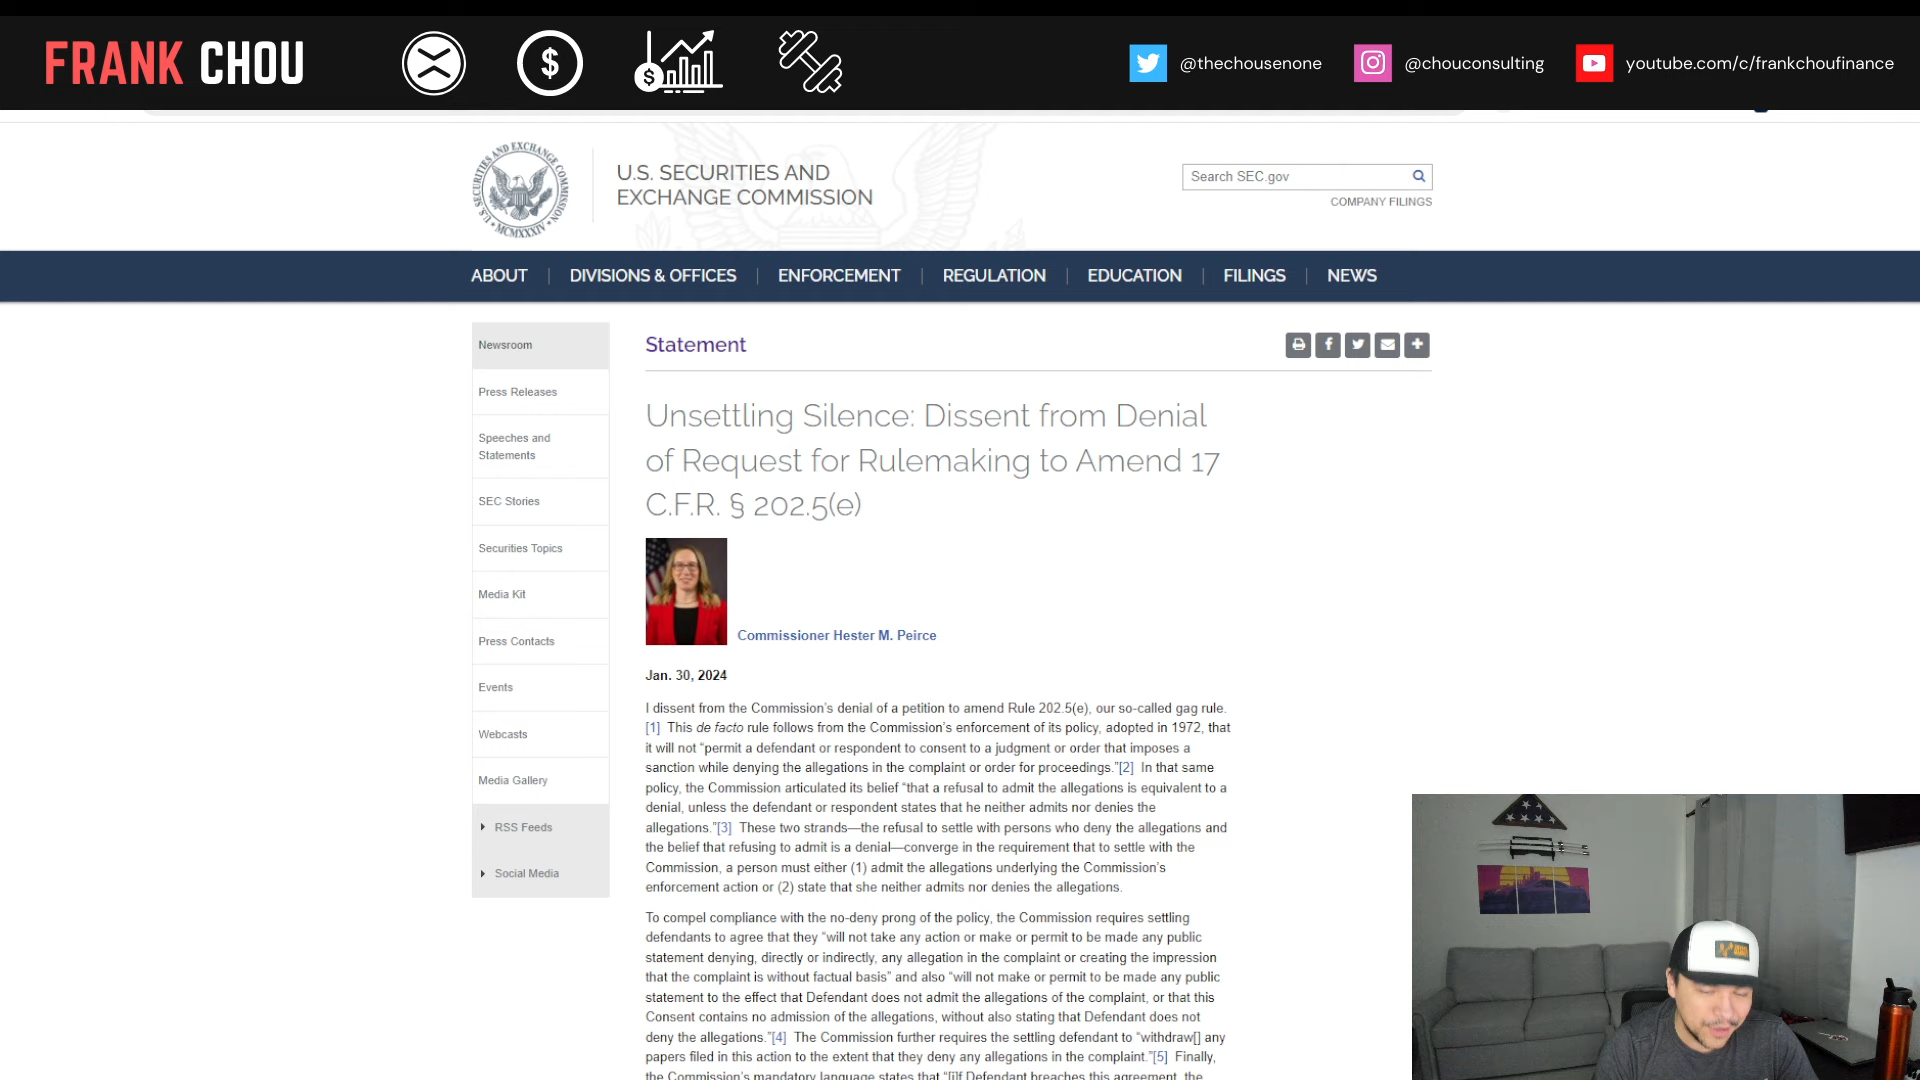 FRANK CHOU
@thechousenone
@chouconsulting
youtube.com/c/frankchoufinance
SECURITIES AND EXCHANGE COMMISSION
U.S.
MCMXXXIV
U.S. SECURITIES AND
EXCHANGE COMMISSION
Search SEC.gov
COMPANY FILINGS
ABOUT
DIVISIONS & OFFICES
ENFORCEMENT
REGULATION
EDUCATION
FILINGS
NEWS
Newsroom
Press Releases
Speeches and
Statements
SEC Stories
Securities Topics
Media Kit
Press Contacts
Events
Webcasts
Media Gallery
RSS Feeds
Social Media
Statement
Unsettling Silence: Dissent from Denial
of Request for Rulemaking to Amend 17
C.F.R. § 202.5(e)
Commissioner Hester M. Peirce
Jan. 30, 2024
I dissent from the Commission’s denial of a petition to amend Rule 202.5(e), our so-called gag rule.
[1] This de facto rule follows from the Commission’s enforcement of its policy, adopted in 1972, that
it will not “permit a defendant or respondent to consent to a judgment or order that imposes a
sanction while denying the allegations in the complaint or order for proceedings.”[2] In that same
policy, the Commission articulated its belief “that a refusal to admit the allegations is equivalent to a
denial, unless the defendant or respondent states that he neither admits nor denies the
allegations.”[3] These two strands—the refusal to settle with persons who deny the allegations and
the belief that refusing to admit is a denial—converge in the requirement that to settle with the
Commission, a person must either (1) admit the allegations underlying the Commission’s
enforcement action or (2) state that she neither admits nor denies the allegations.
To compel compliance with the no-deny prong of the policy, the Commission requires settling
defendants to agree that they “will not take any action or make or permit to be made any public
statement denying, directly or indirectly, any allegation in the complaint or creating the impression
that the complaint is without factual basis” and also “will not make or permit to be made any public
statement to the effect that Defendant does not admit the allegations of the complaint, or that this
Consent contains no admission of the allegations, without also stating that Defendant does not
deny the allegations.”[4] The Commission further requires the settling defendant to “withdraw[] any
papers filed in this action to the extent that they deny any allegations in the complaint.”[5] Finally,
the Commission’s mandatory language states that “[i]f Defendant breaches this agreement, the